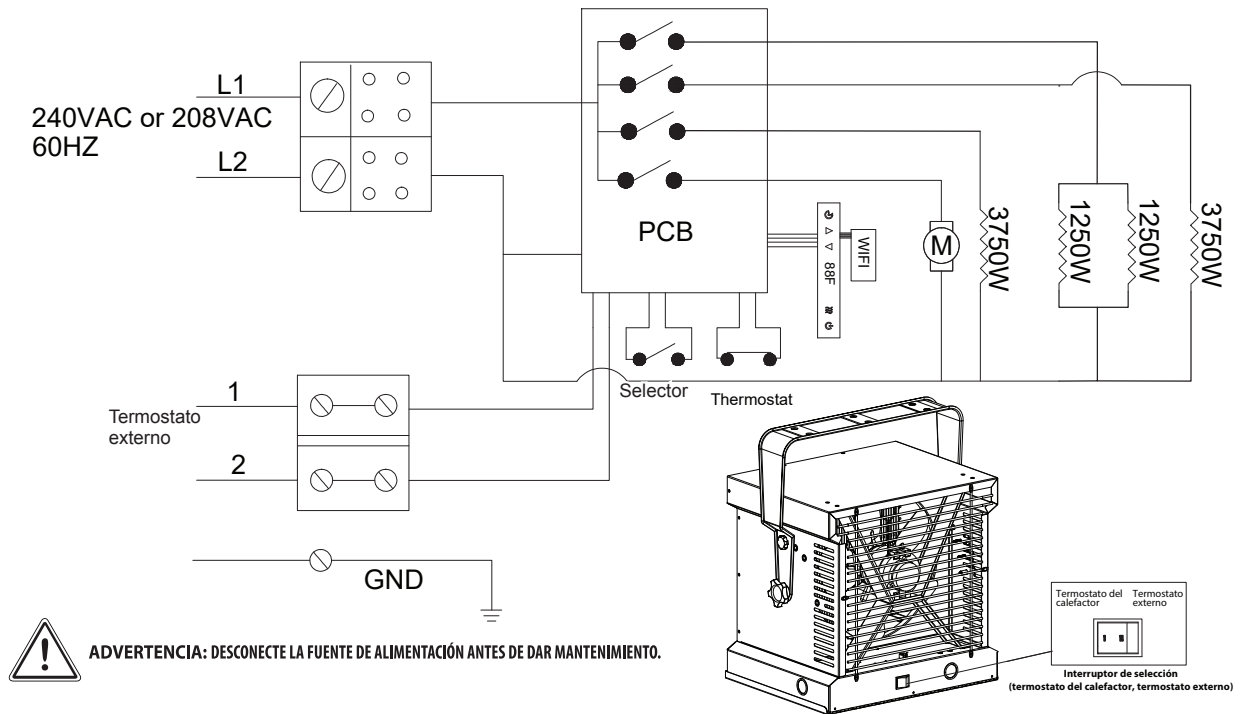 L1
240VAC or 208VAC
60HZ
L2
PCB
WIFI
88F
M
3750W
1250W
1250W
3750W
Selector
Thermostat
1
Termostato
externo
2
GND
ADVERTENCIA: DESCONECTE LA FUENTE DE ALIMENTACIÓN ANTES DE DAR MANTENIMIENTO.
Termostato del
calefactor
Termostato
externo
I II
Interruptor de selección
(termostato del calefactor, termostato externo)